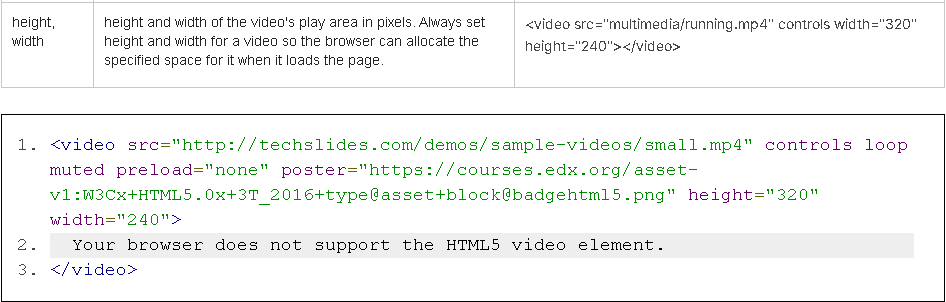 height,
width
height and width of the video's play area in pixels. Always set
height and width for a video so the browser can allocate the
specified space for it when it loads the page.
<video src="multimedia/running.mp4" controls width="320"
height="240"></video>
1. <video src="http://techslides.com/demos/sample-videos/small.mp4" controls loop
muted preload="none" poster="https://courses.edx.org/asset-
v1:W3Cx+HTML5.0x+3T_2016+type@asset+block@badgehtml5.png" height="320"
width="240">
2. Your browser does not support the HTML5 video element.
3. </video>